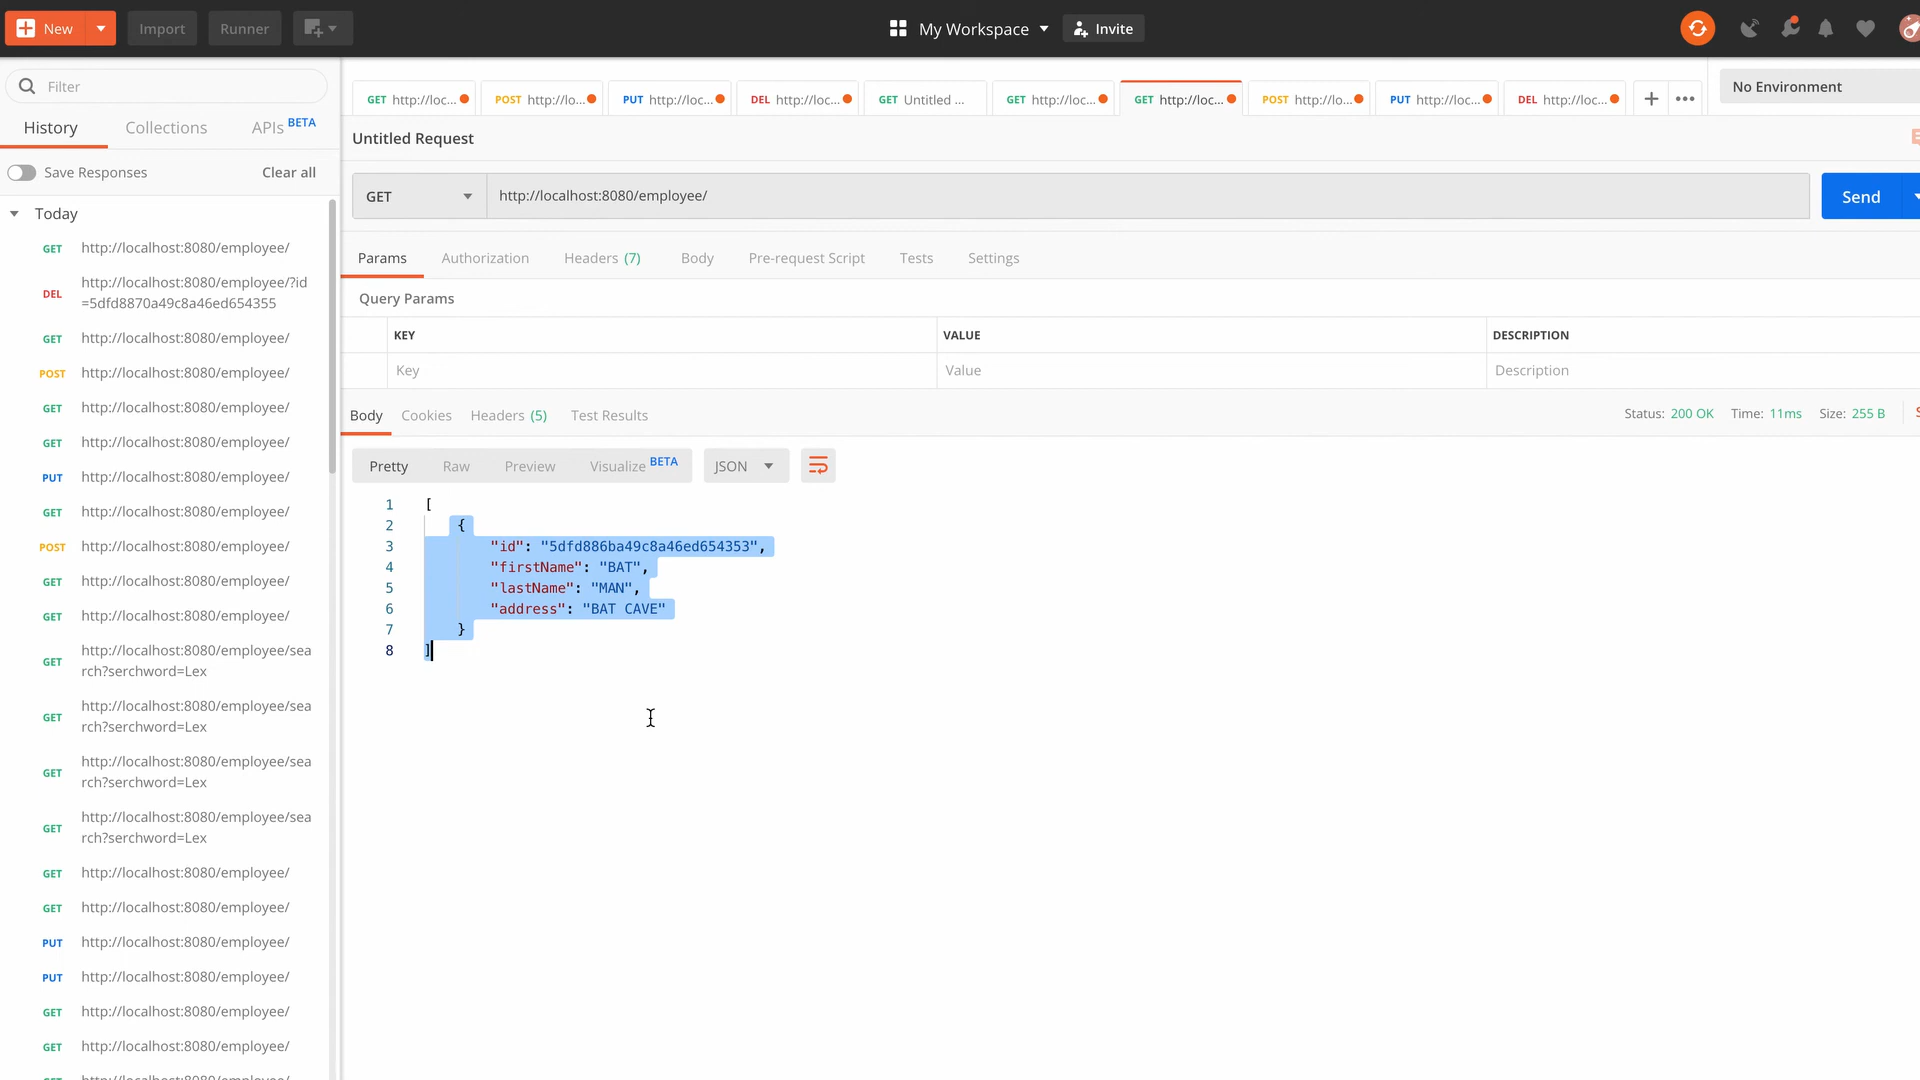 New
Import
Runner
My Workspace
Invite
Filter
History
Collections
APIs BETA
Save Responses
Clear all
Today
GET http://localhost:8080/employee/
DEL http://localhost:8080/employee/?id
=5dfd8870a49c8a46ed654355
GET http://localhost:8080/employee/
POST http://localhost:8080/employee/
GET http://localhost:8080/employee/
GET http://localhost:8080/employee/
PUT http://localhost:8080/employee/
GET http://localhost:8080/employee/
POST http://localhost:8080/employee/
GET http://localhost:8080/employee/
GET http://localhost:8080/employee/
GET http://localhost:8080/employee/sea
rch?serchword=Lex
GET http://localhost:8080/employee/sea
rch?serchword=Lex
GET http://localhost:8080/employee/sea
rch?serchword=Lex
GET http://localhost:8080/employee/sea
rch?serchword=Lex
GET http://localhost:8080/employee/
GET http://localhost:8080/employee/
PUT http://localhost:8080/employee/
PUT http://localhost:8080/employee/
GET http://localhost:8080/employee/
GET http://localhost:8080/employee/
GET http://loc...
POST http://lo...
PUT http://loc...
DEL http://loc...
GET Untitled ...
GET http://loc...
GET http://loc...
POST http://lo...
PUT http://loc...
DEL http://loc...
No Environment
Untitled Request
GET http://localhost:8080/employee/
Send
Params Authorization Headers (7) Body Pre-request Script Tests Settings
Query Params
KEY VALUE DESCRIPTION
Key Value Description
Body Cookies Headers (5) Test Results
Status: 200 OK Time: 11ms Size: 255 B
Pretty Raw Preview Visualize BETA JSON
1 [
2 {
3 "id": "5dfd886ba49c8a46ed654353",
4 "firstName": "BAT",
5 "lastName": "MAN",
6 "address": "BAT CAVE"
7 }
8 ]